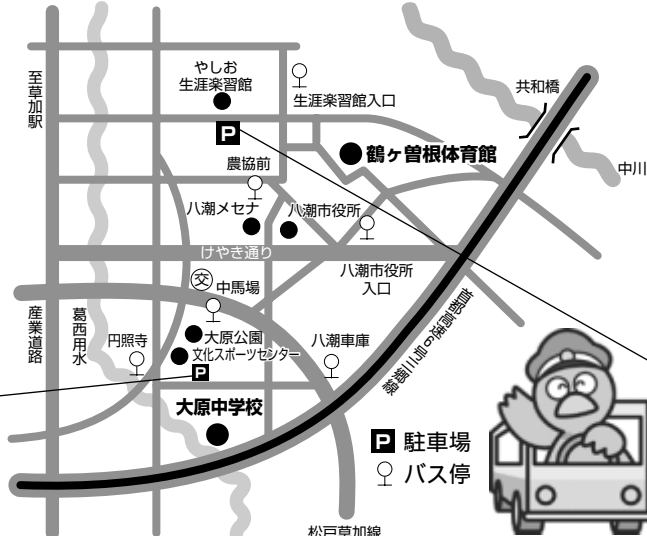 至草加駅
やしお
生涯楽習館
生涯楽習館入口
共和橋
P
鶴ヶ曽根体育館
中川
農協前
八潮メセナ
八潮市役所
けやき通り
八潮市役所
入口
交
中馬場
産業道路
葛西用水
円照寺
大原公園
文化スポーツセンター
P
八潮車庫
首都高速6号三郷線
大原中学校
P 駐車場
バス停
松戸草加線